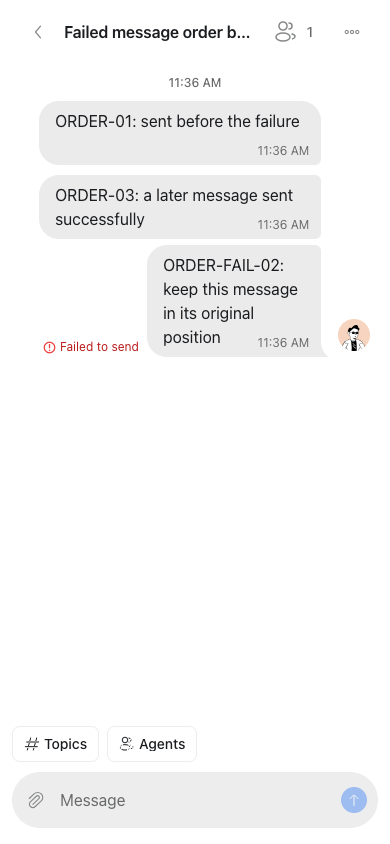 Failed message order b...
1
11:36 AM
ORDER-01: sent before the failure
11:36 AM
ORDER-03: a later message sent
successfully
11:36 AM
ORDER-FAIL-02:
keep this message
in its original
position
11:36 AM
Failed to send
Topics
Agents
Message